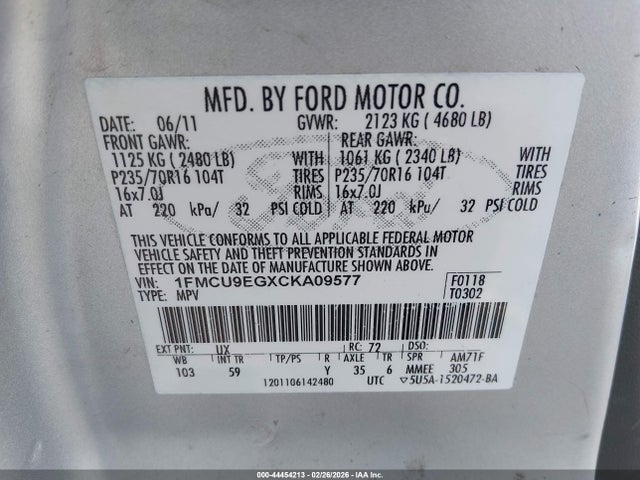 MFD. BY FORD MOTOR CO.
DATE: 06/11 GVWR: 2123 KG ( 4680 LB)
FRONT GAWR: REAR GAWR:
1125 KG ( 2480 LB) WITH 1061 KG ( 2340 LB) WITH
P235/70R16 104T TIRES P235/70R16 104T TIRES
16x7.0J RIMS 16x7.0J RIMS
AT 220 kPa/ 32 PSI COLD AT 220 kPa/ 32 PSI COLD
THIS VEHICLE CONFORMS TO ALL APPLICABLE FEDERAL MOTOR
VEHICLE SAFETY AND THEFT PREVENTION STANDARDS IN
EFFECT ON THE DATE OF MANUFACTURE SHOWN ABOVE.
VIN: 1FMCU9EGXCKA09577 F0118
TYPE: MPV T0302
EXT PNT: UX RC: 72 DSO:
WB INT TR TP/PS R AXLE TR SPR AM71F
103 59 Y 35 6 MMEE 305
1201106142480 UTC ▽5U5A-1520472-BA
000-44454213 - 02/26/2026 - IAA Inc.